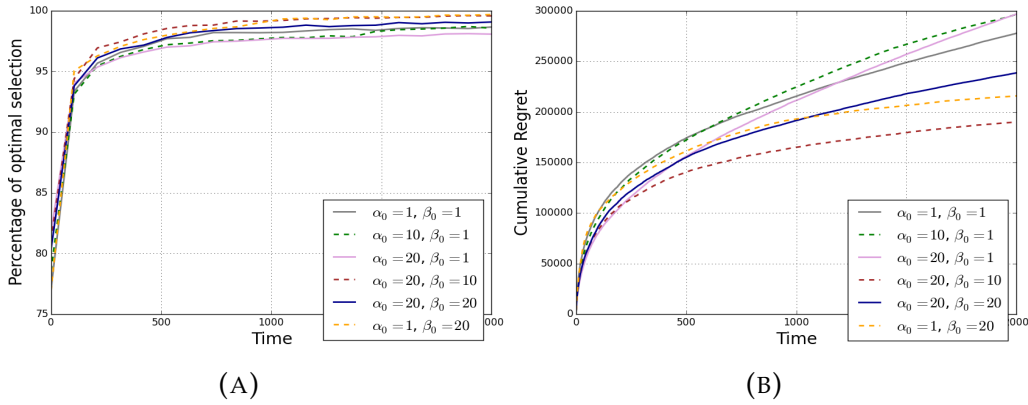 Percentage of optimal selection
100
95
90
85
80
75
0
500
1000
000
Time
α₀ =1, β₀ =1
α₀ =10, β₀ =1
α₀ =20, β₀ =1
α₀ =20, β₀ =10
α₀ =20, β₀ =20
α₀ =1, β₀ =20
(A)
Cumulative Regret
300000
250000
200000
150000
100000
50000
0
0
500
1000
000
Time
α₀ =1, β₀ =1
α₀ =10, β₀ =1
α₀ =20, β₀ =1
α₀ =20, β₀ =10
α₀ =20, β₀ =20
α₀ =1, β₀ =20
(B)